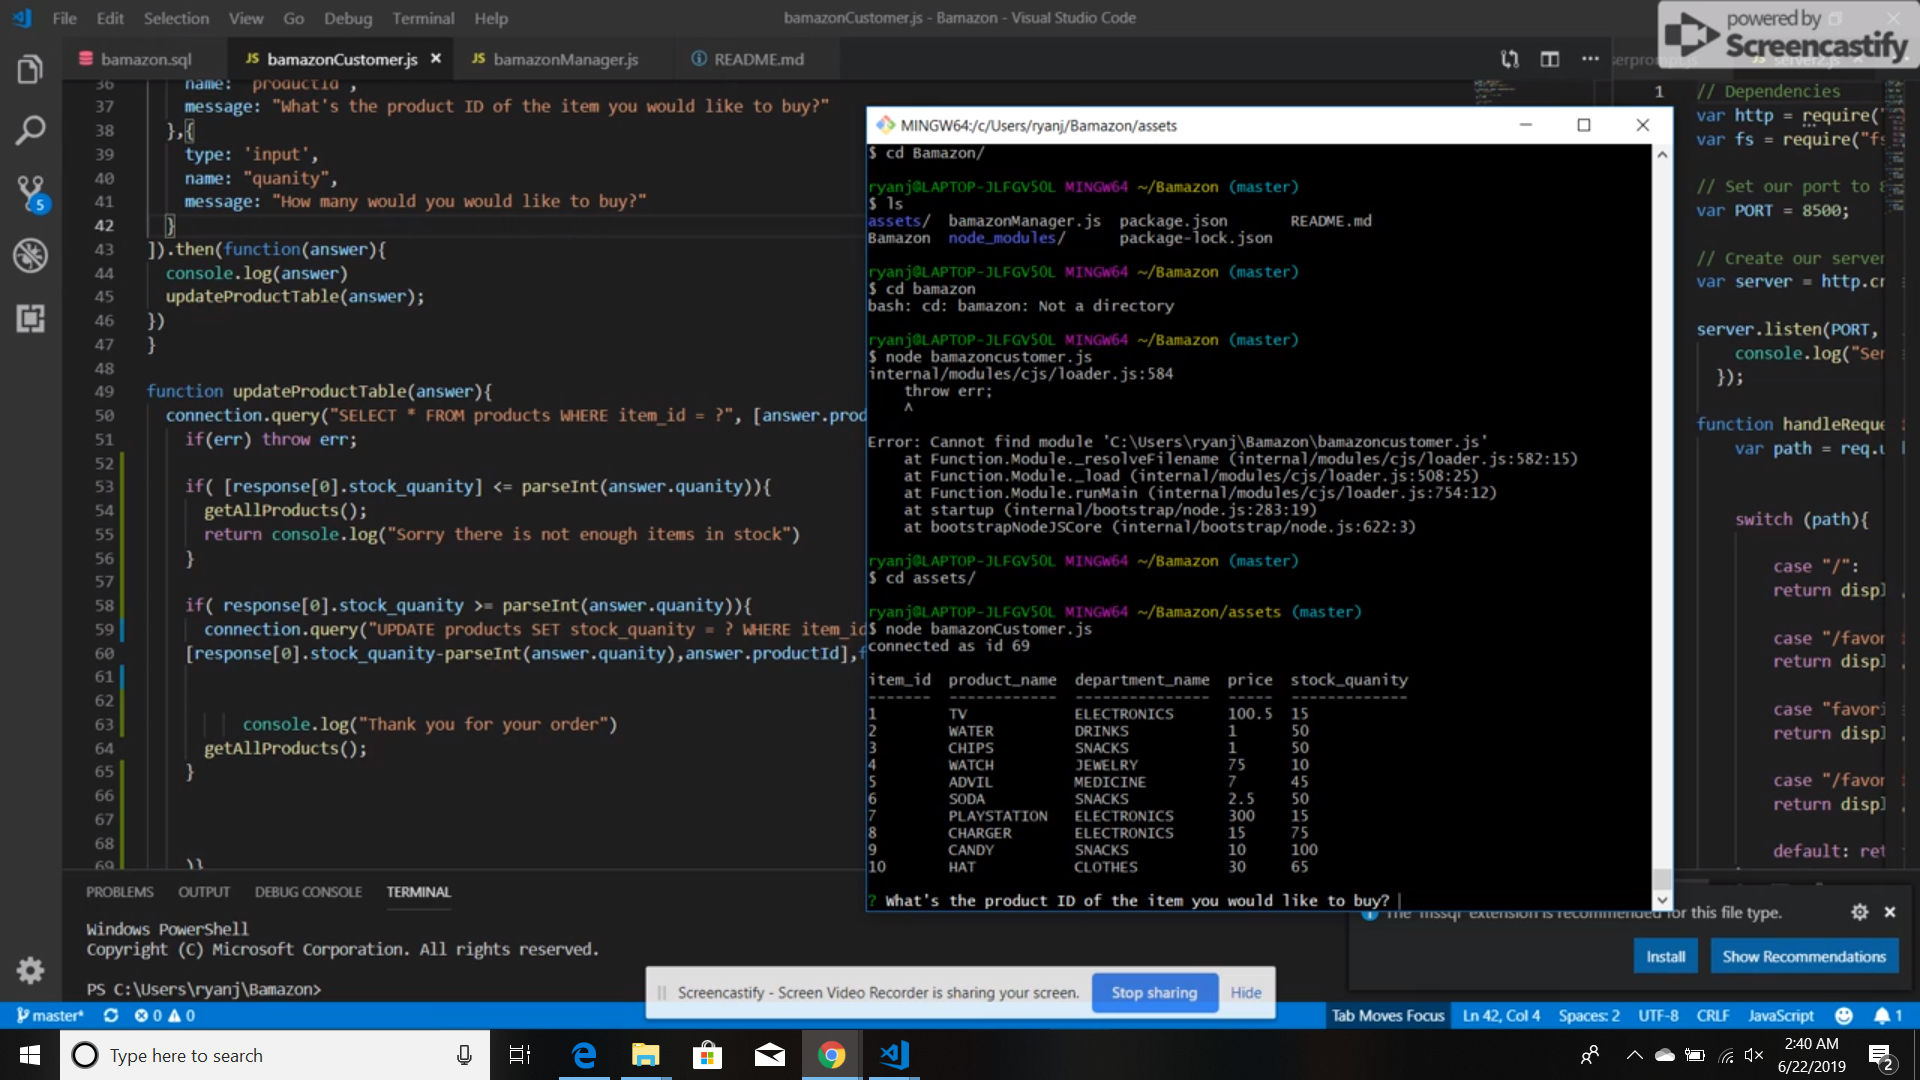 File Edit Selection View Go Debug Terminal Help
bamazonCustomer.js - Bamazon - Visual Studio Code
powered by
Screencastify
bamazon.sql
JS bamazonCustomer.js ×
JS bamazonManager.js
README.md
server2.js
36 name: "productId",
37 message: "What's the product ID of the item you would like to buy?"
38 },{
39 type: 'input',
40 name: "quanity",
41 message: "How many would you would like to buy?"
42 }
43 ]).then(function(answer){
44 console.log(answer)
45 updateProductTable(answer);
46 })
47 }
48
49 function updateProductTable(answer){
50 connection.query("SELECT * FROM products WHERE item_id = ?", [answer.prod
51 if(err) throw err;
52
53 if( [response[0].stock_quanity] <= parseInt(answer.quanity)){
54 getAllProducts();
55 return console.log("Sorry there is not enough items in stock")
56 }
57
58 if( response[0].stock_quanity >= parseInt(answer.quanity)){
59 connection.query("UPDATE products SET stock_quanity = ? WHERE item_id
60 [response[0].stock_quanity-parseInt(answer.quanity),answer.productId],f
61
62
63 console.log("Thank you for your order")
64 getAllProducts();
65 }
66
67
68
69 )}
MINGW64:/c/Users/ryanj/Bamazon/assets
$ cd Bamazon/
ryanj@LAPTOP-JLFGV50L MINGW64 ~/Bamazon (master)
$ ls
assets/ bamazonManager.js package.json README.md
Bamazon node_modules/ package-lock.json
ryanj@LAPTOP-JLFGV50L MINGW64 ~/Bamazon (master)
$ cd bamazon
bash: cd: bamazon: Not a directory
ryanj@LAPTOP-JLFGV50L MINGW64 ~/Bamazon (master)
$ node bamazoncustomer.js
internal/modules/cjs/loader.js:584
throw err;
^
Error: Cannot find module 'C:\Users\ryanj\Bamazon\bamazoncustomer.js'
at Function.Module._resolveFilename (internal/modules/cjs/loader.js:582:15)
at Function.Module._load (internal/modules/cjs/loader.js:508:25)
at Function.Module.runMain (internal/modules/cjs/loader.js:754:12)
at startup (internal/bootstrap/node.js:283:19)
at bootstrapNodeJSCore (internal/bootstrap/node.js:622:3)
ryanj@LAPTOP-JLFGV50L MINGW64 ~/Bamazon (master)
$ cd assets/
ryanj@LAPTOP-JLFGV50L MINGW64 ~/Bamazon/assets (master)
$ node bamazonCustomer.js
connected as id 69
item_id product_name department_name price stock_quanity
------- ------------ --------------- ----- -------------
1 TV ELECTRONICS 100.5 15
2 WATER DRINKS 1 50
3 CHIPS SNACKS 1 50
4 WATCH JEWELRY 75 10
5 ADVIL MEDICINE 7 45
6 SODA SNACKS 2.5 50
7 PLAYSTATION ELECTRONICS 300 15
8 CHARGER ELECTRONICS 15 75
9 CANDY SNACKS 10 100
10 HAT CLOTHES 30 65
? What's the product ID of the item you would like to buy?
1 // Dependencies
var http = require("
var fs = require("fs
// Set our port to 8
var PORT = 8500;
// Create our server
var server = http.cr
server.listen(PORT,
console.log("Ser
});
function handleReque
var path = req.u
switch (path){
case "/":
return displ
case "/favor
return displ
case "favori
return displ
case "/favor
return displ
default: ret
PROBLEMS OUTPUT DEBUG CONSOLE TERMINAL
Windows PowerShell
Copyright (C) Microsoft Corporation. All rights reserved.
PS C:\Users\ryanj\Bamazon>
The 'mssql' extension is recommended for this file type.
Install
Show Recommendations
Screencastify - Screen Video Recorder is sharing your screen.
Stop sharing
Hide
5
master* 0 0
Tab Moves Focus Ln 42, Col 4 Spaces: 2 UTF-8 CRLF JavaScript 1
Type here to search
2:40 AM
6/22/2019
2